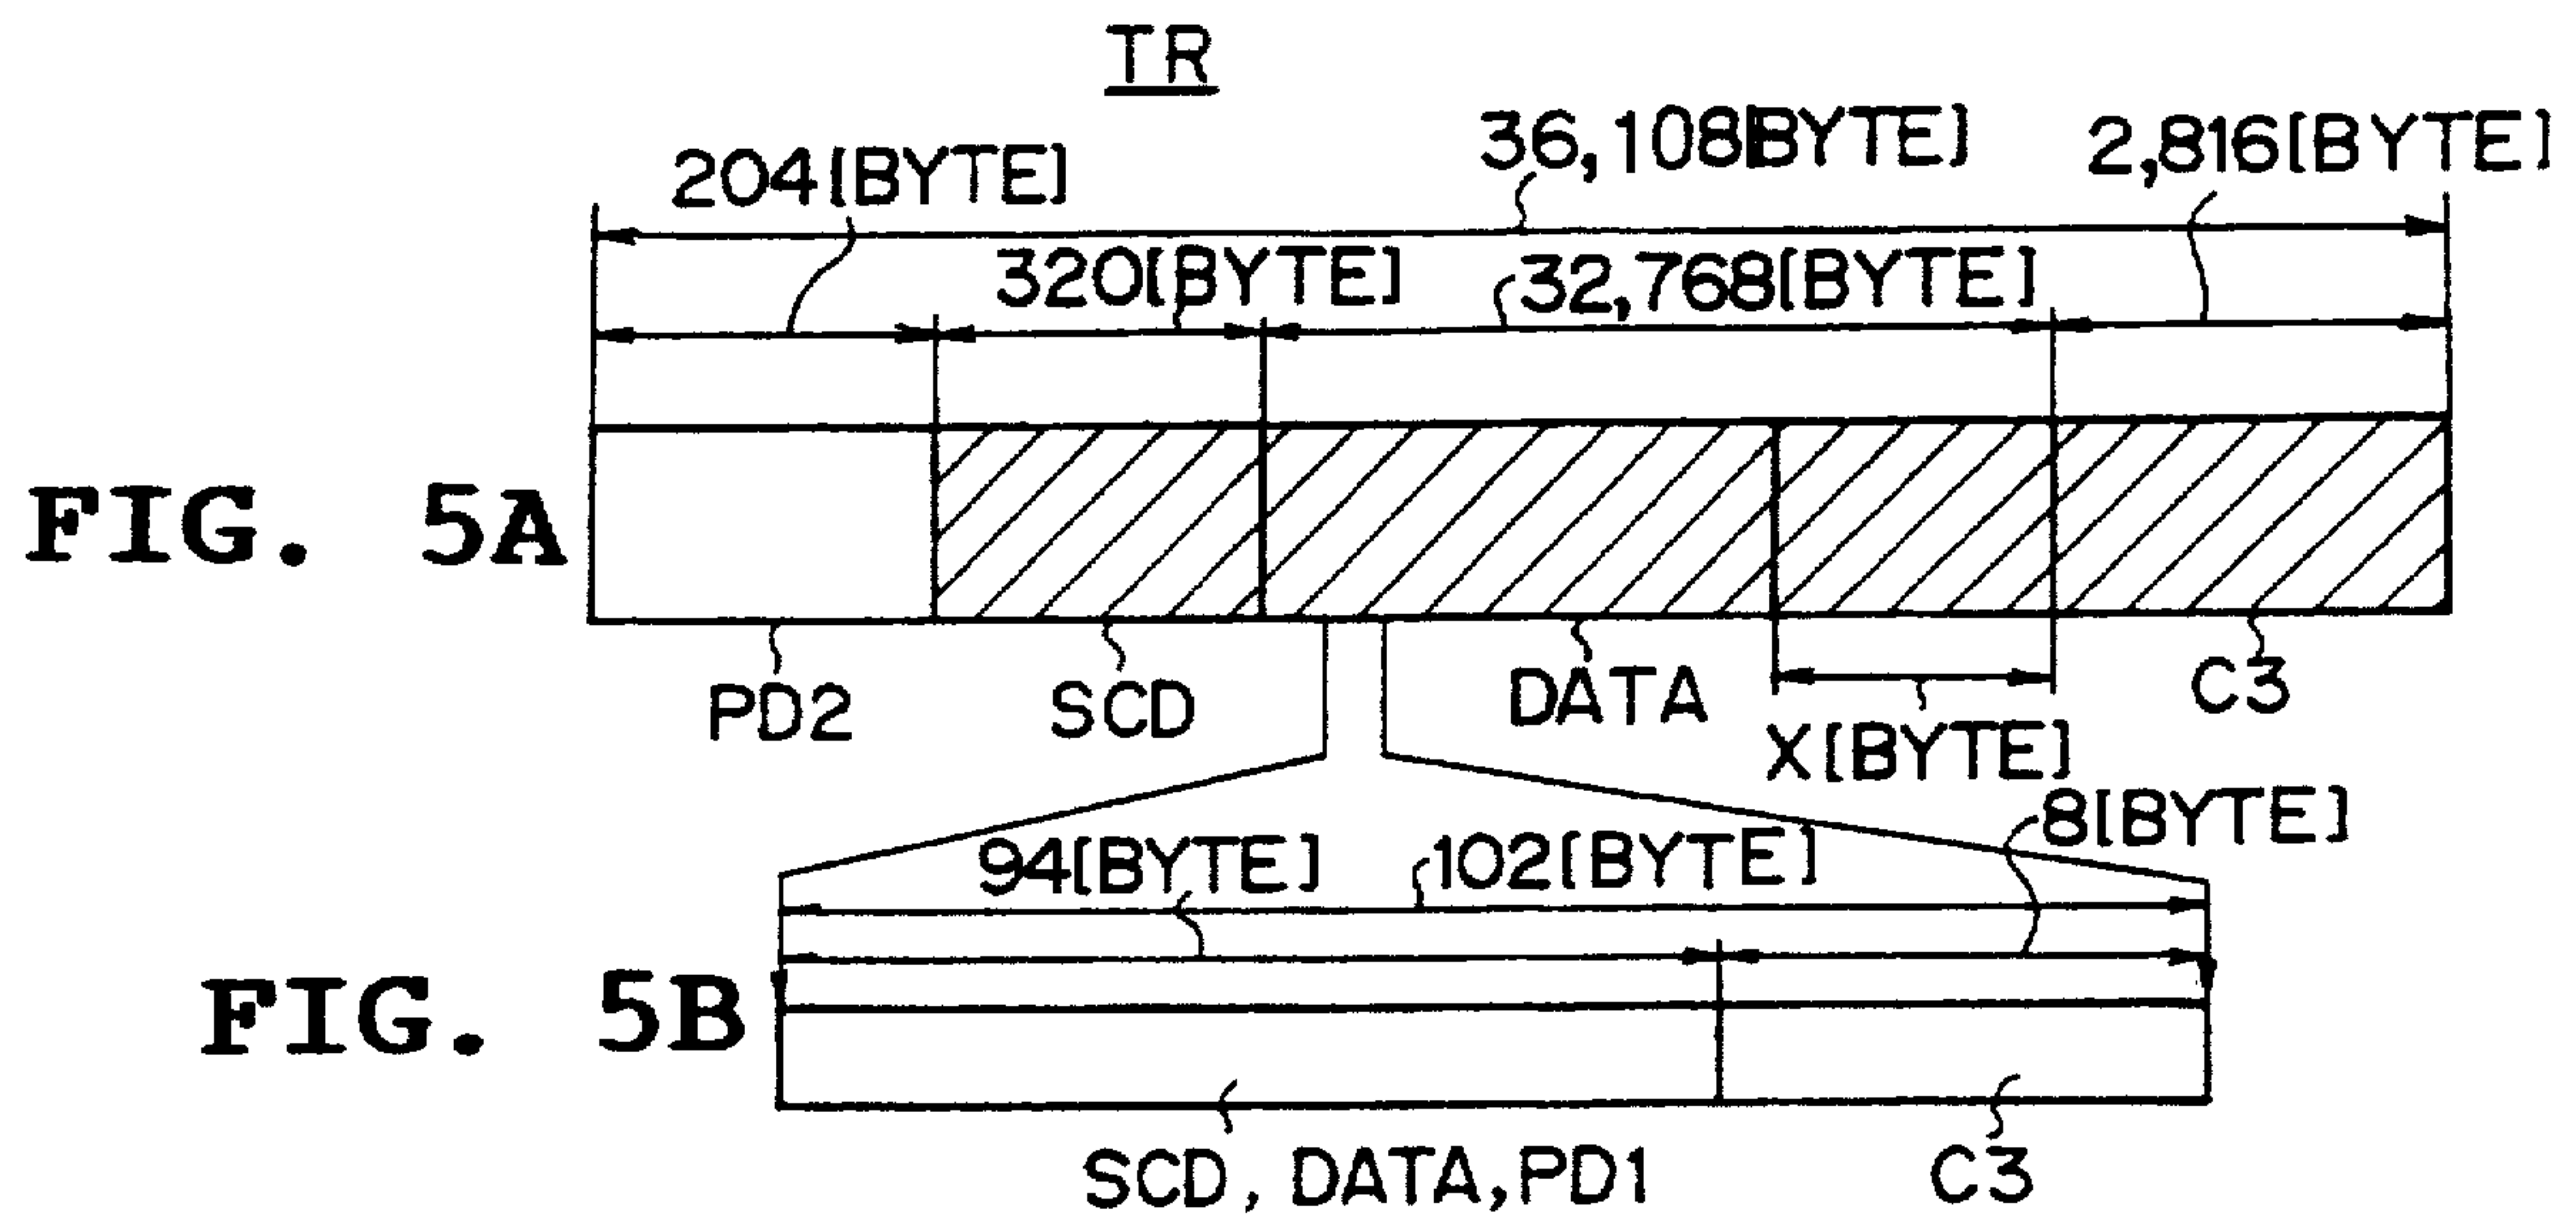 TR
36,108[BYTE]
2,816[BYTE]
204[BYTE]
320[BYTE]
32,768[BYTE]
FIG. 5A
PD2
SCD
DATA
C3
X[BYTE]
8[BYTE]
94[BYTE]
102[BYTE]
FIG. 5B
SCD, DATA, PD1
C3